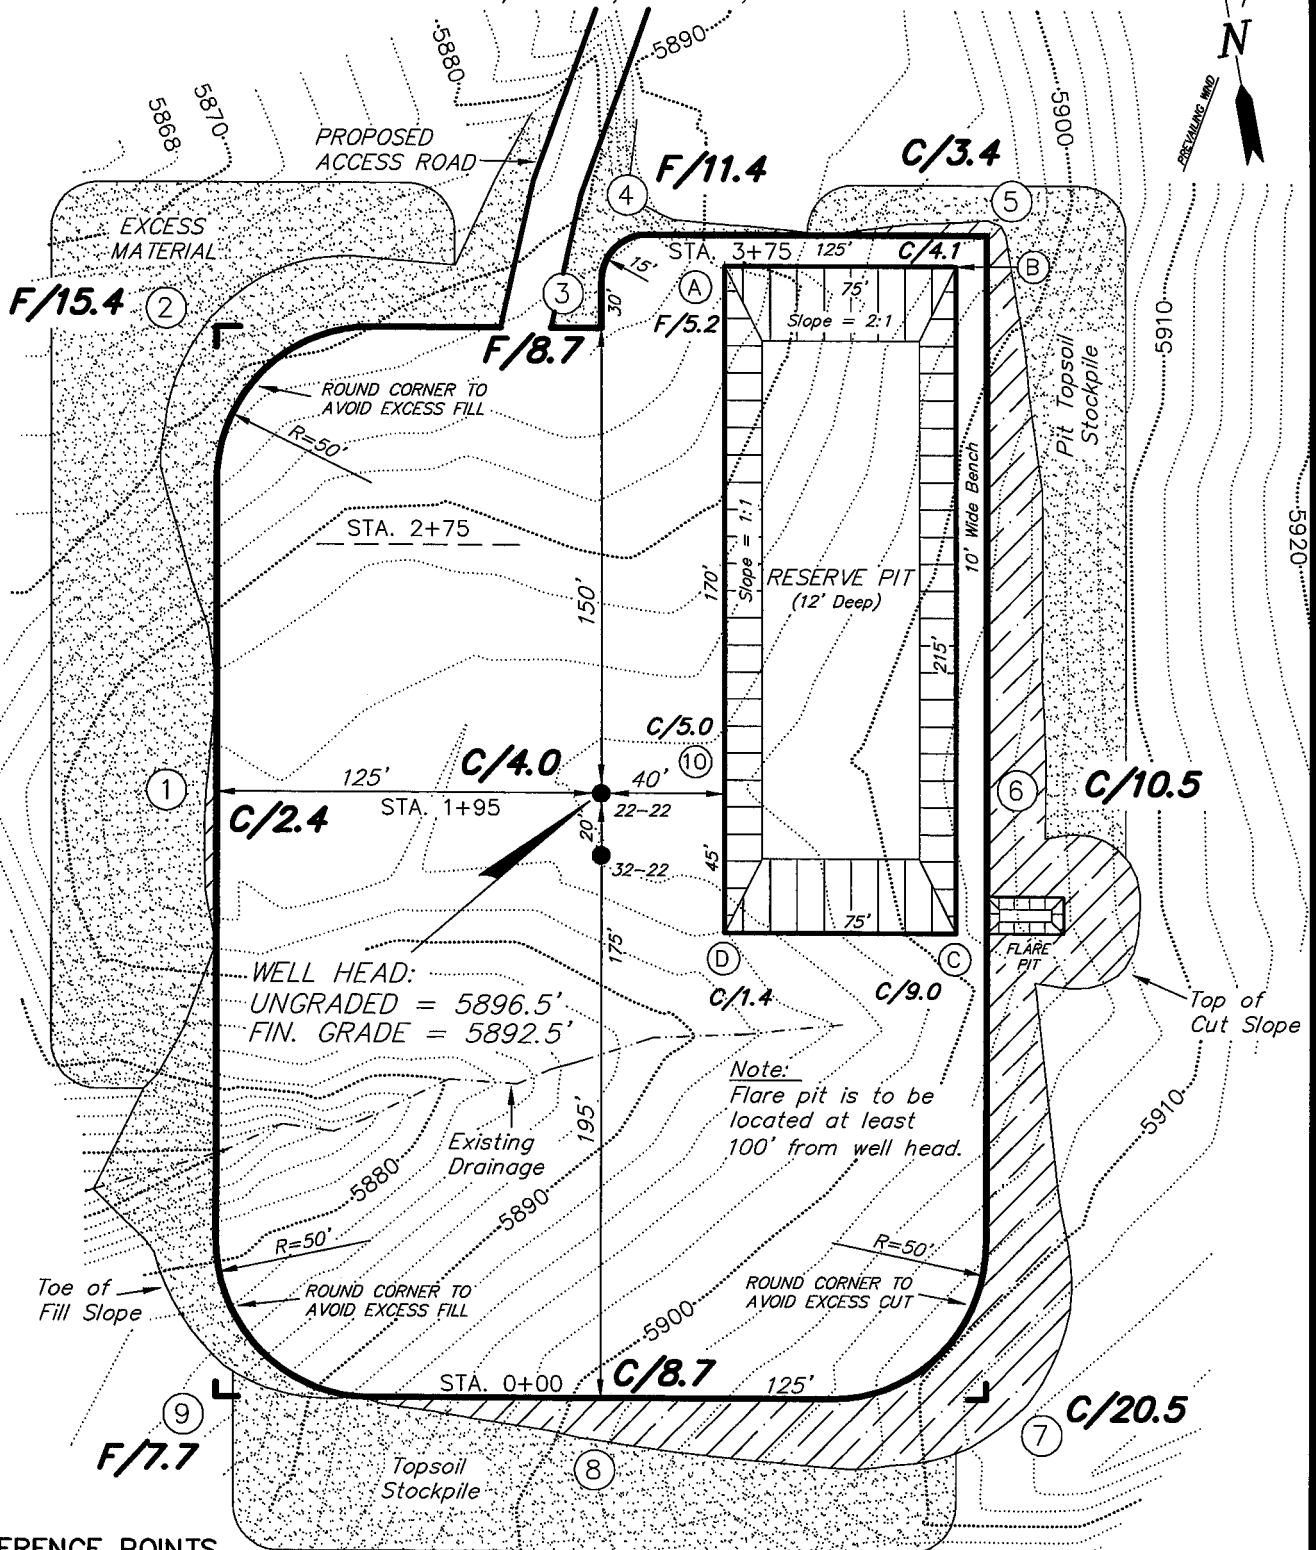 5880
5890
N
PREVAILING WIND
5868
5870
5900
PROPOSED
ACCESS ROAD
F/11.4
C/3.4
4
5
EXCESS
MATERIAL
F/15.4
2
3
STA. 3+75
125'
C/4.1
B
15'
30'
A
75'
Slope = 2:1
F/5.2
F/8.7
5910
Pit Topsoil
Stockpile
ROUND CORNER TO
AVOID EXCESS FILL
R=50'
10' Wide Bench
STA. 2+75
5920
150'
170'
Slope = 1:1
RESERVE PIT
(12' Deep)
215'
C/5.0
10
1
125'
C/4.0
40'
6
C/10.5
C/2.4
STA. 1+95
22-22
20'
32-22
45'
75'
FLARE
PIT
175'
D
C
C/1.4
C/9.0
WELL HEAD:
UNGRADED = 5896.5'
FIN. GRADE = 5892.5'
Top of
Cut Slope
Note:
Flare pit is to be
located at least
100' from well head.
195'
Existing
Drainage
5880
5890
5910
R=50'
R=50'
Toe of
Fill Slope
ROUND CORNER TO
AVOID EXCESS FILL
ROUND CORNER TO
AVOID EXCESS CUT
5900
STA. 0+00
C/8.7
125'
9
F/7.7
7
C/20.5
Topsoil
Stockpile
8
ERENCE POINTS